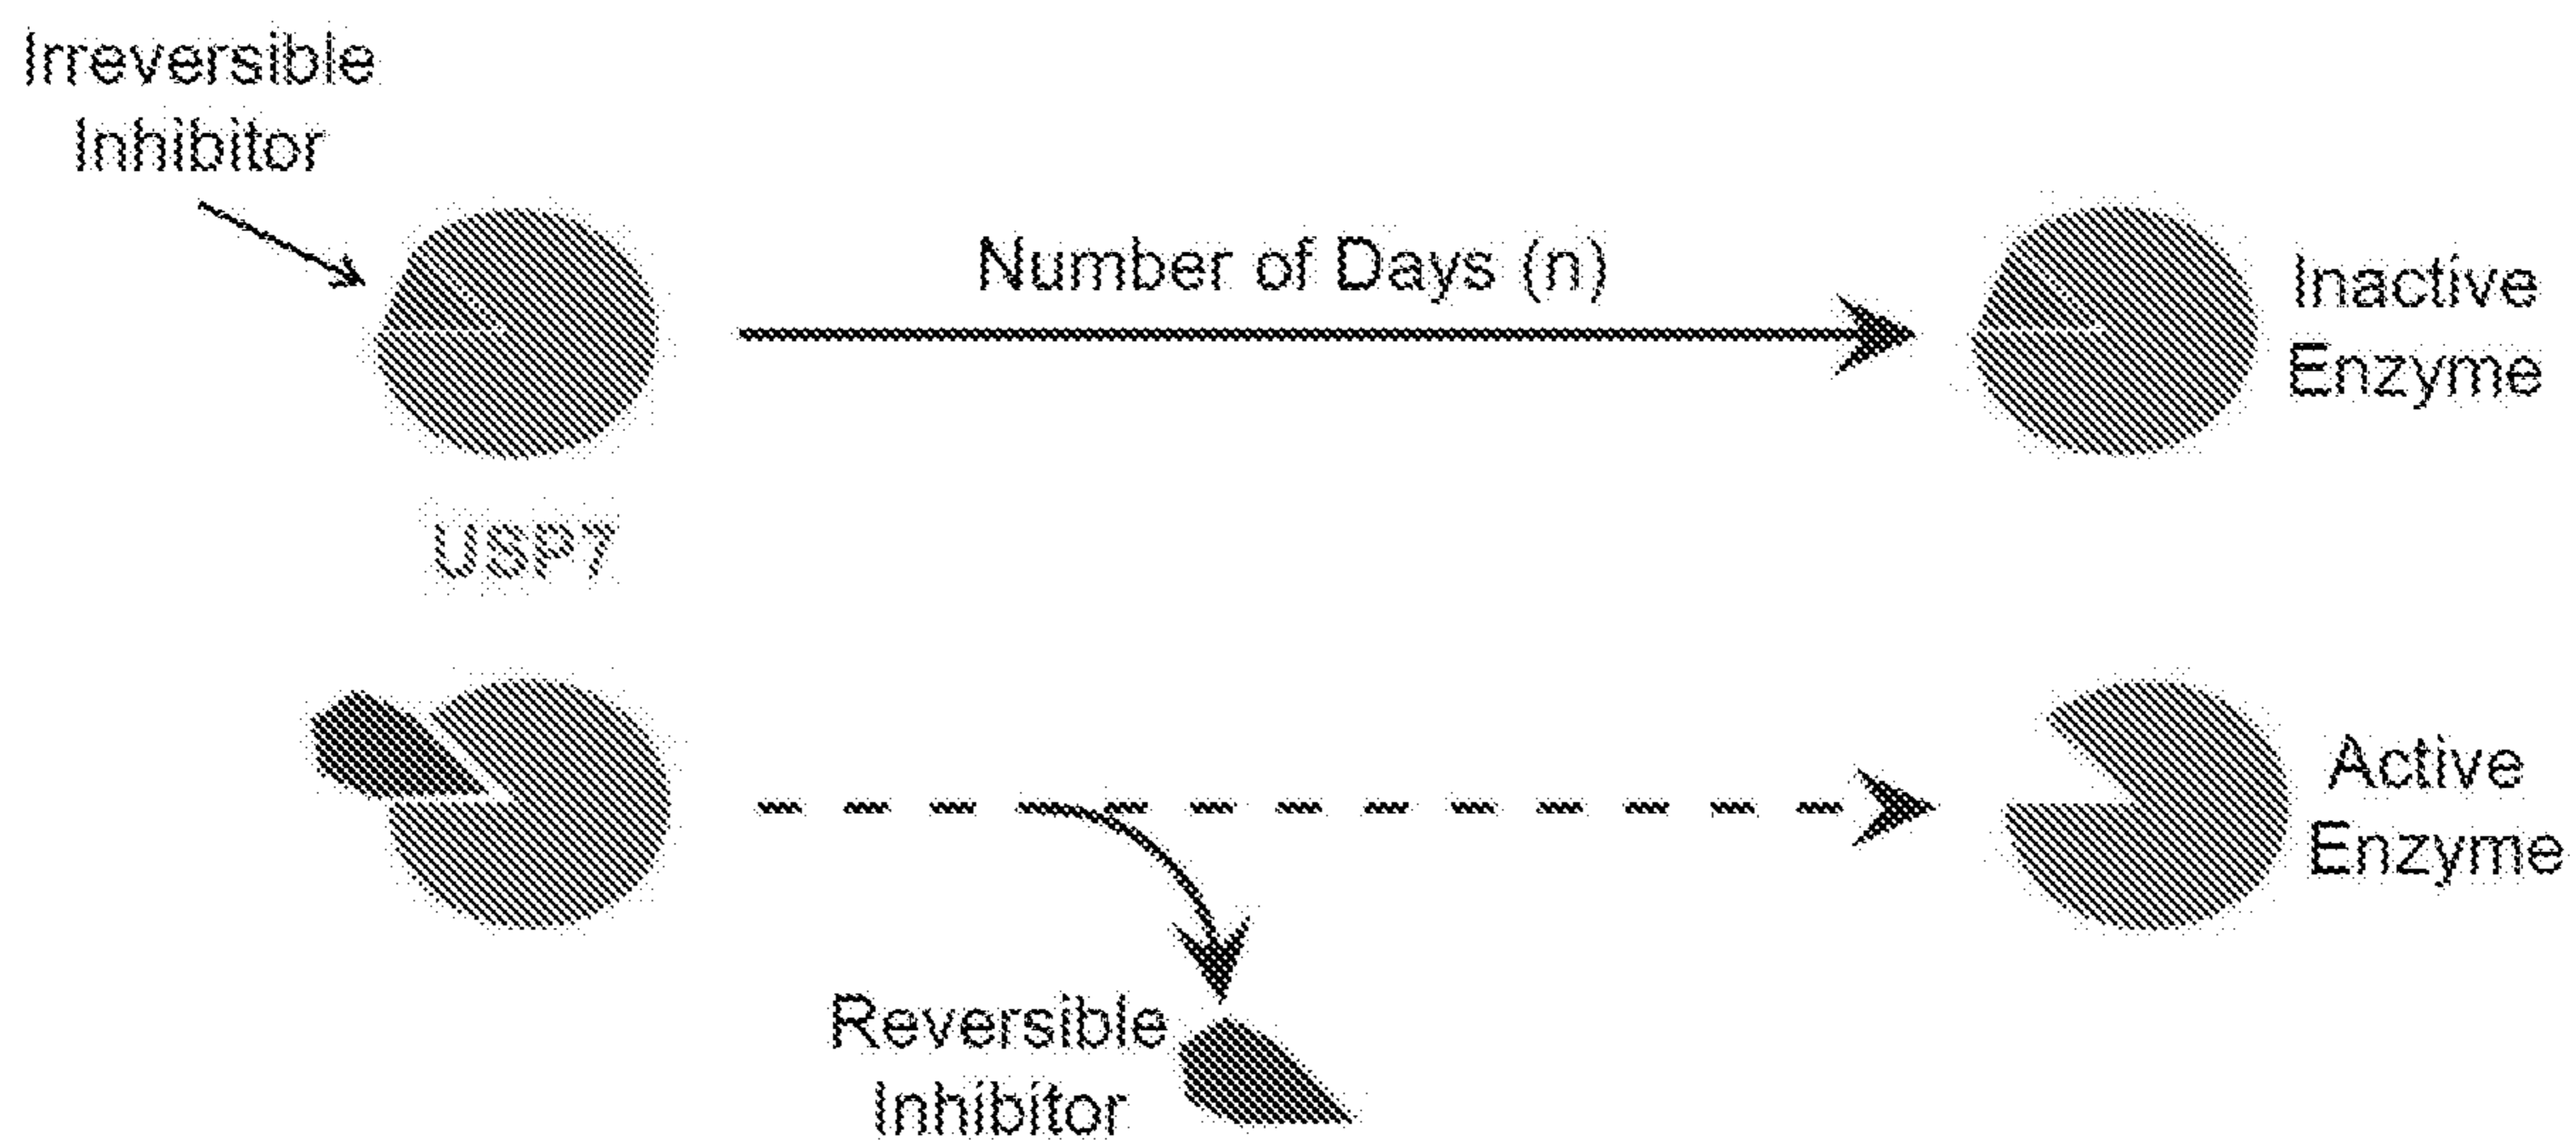 Irreversible
Inhibitor
Number of Days (n)
Inactive
Enzyme
USP7
Active
Enzyme
Reversible
Inhibitor